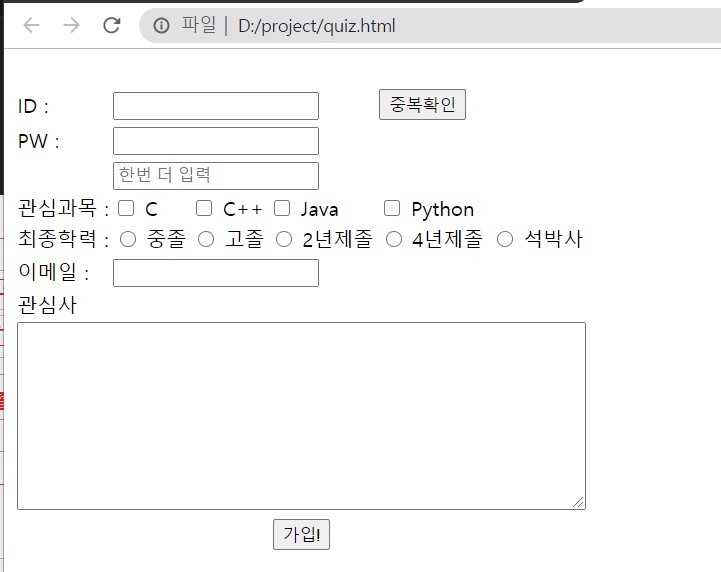 파일 | D:/project/quiz.html
ID : 중복확인
PW :
한번 더 입력
관심과목 : C C++ Java Python
최종학력 : 중졸 고졸 2년제졸 4년제졸 석박사
이메일 :
관심사
가입!